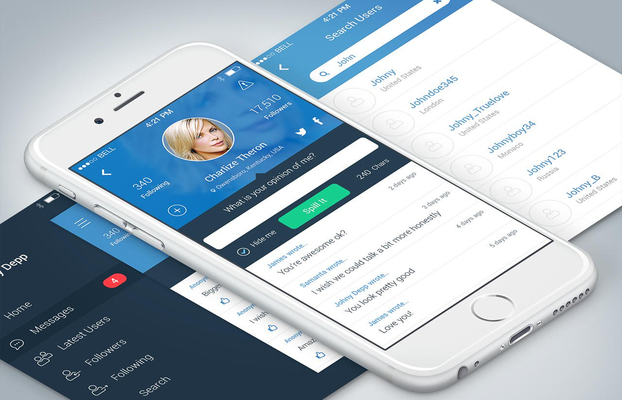 BELL
4:21 PM
340
Following
Charlize Theron
Owensboro, Kentucky, USA
17,510
Followers
What is your opinion of me?
Hide me
Spill It
240 Chars
James wrote..
2 days ago
You're awesome ok?
Samanta wrote..
3 days ago
I wish we could talk a bit more honestly
Johny Depp wrote..
4 days ago
You look pretty good
James wrote..
5 days ago
Love you!
BELL
4:21 PM
Search Users
John
Johny
United States
Johndoe345
London
Johny_Truelove
United States
Johnyboy34
Monaco
Johny123
Russia
Johny_B
United States
y Depp
340
Home
Messages
4
Latest Users
Followers
Following
Search
I wish